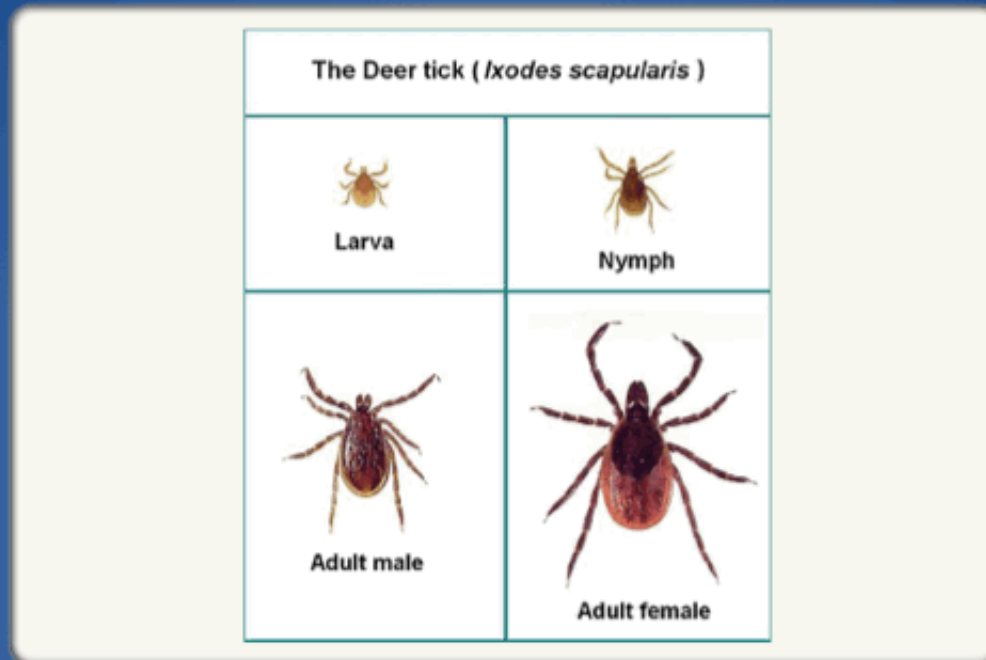 The Deer tick ( Ixodes scapularis )
Larva
Nymph
Adult male
Adult female